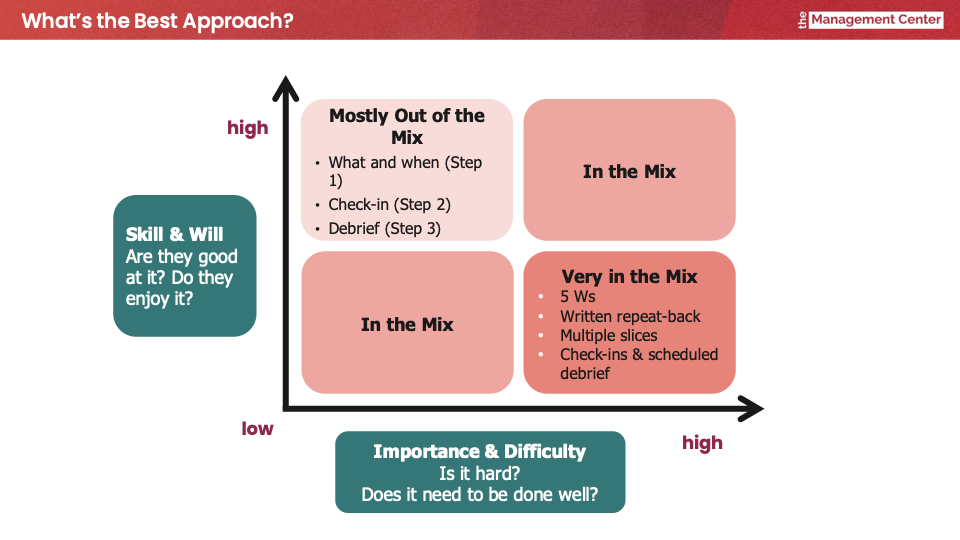 What's the Best Approach?
the Management Center
high
Mostly Out of the
Mix
• What and when (Step
1)
• Check-in (Step 2)
• Debrief (Step 3)
In the Mix
Skill & Will
Are they good
at it? Do they
enjoy it?
In the Mix
Very in the Mix
• 5 Ws
• Written repeat-back
• Multiple slices
• Check-ins & scheduled
debrief
low
high
Importance & Difficulty
Is it hard?
Does it need to be done well?